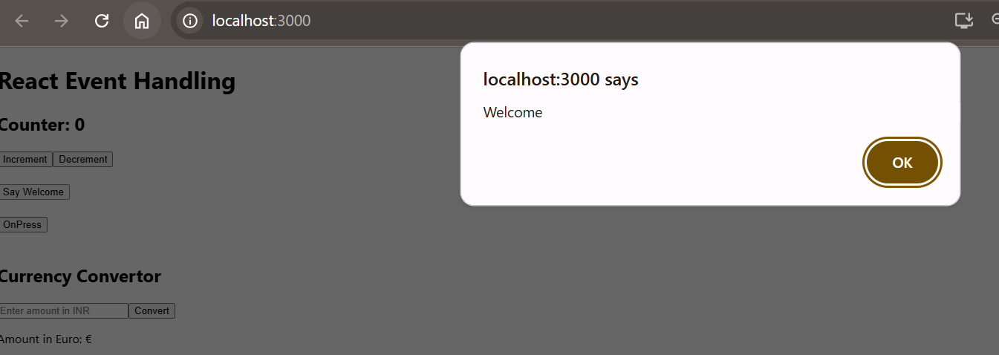 localhost:3000
localhost:3000 says
Welcome
OK
React Event Handling
Counter: 0
Increment Decrement
Say Welcome
OnPress
Currency Convertor
Enter amount in INR Convert
Amount in Euro: €